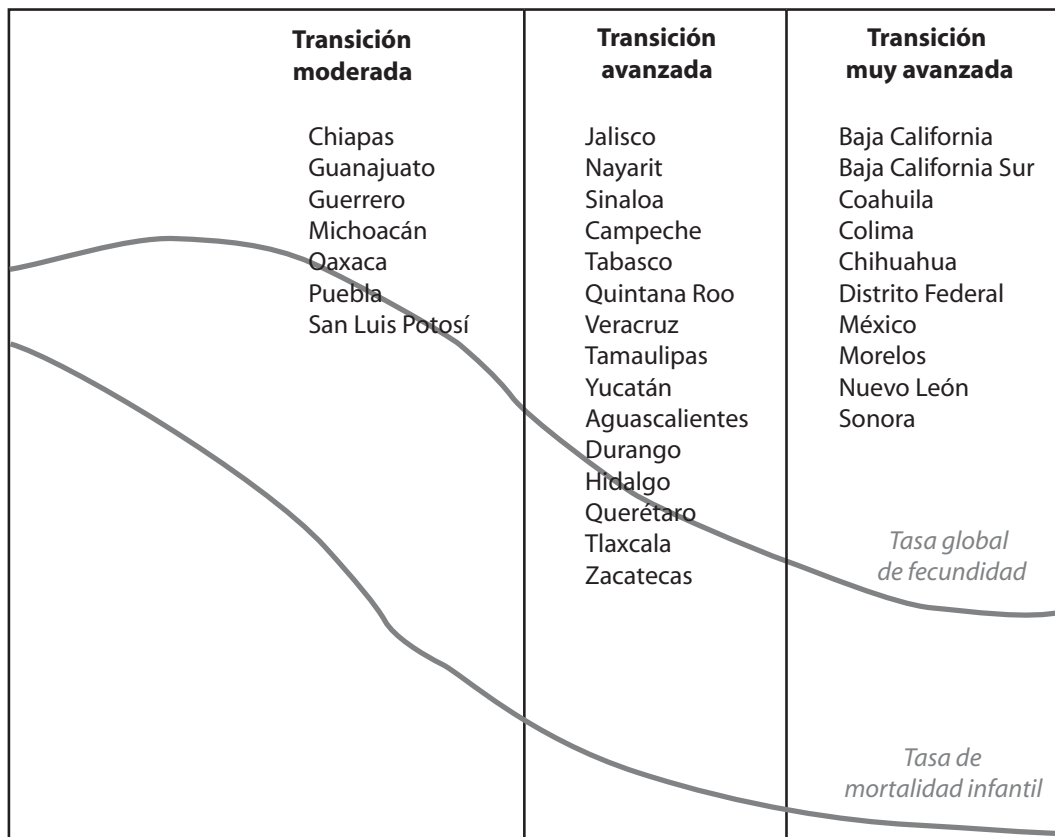 Transición
moderada
Chiapas
Guanajuato
Guerrero
Michoacán
Oaxaca
Puebla
San Luis Potosí
Transición
avanzada
Jalisco
Nayarit
Sinaloa
Campeche
Tabasco
Quintana Roo
Veracruz
Tamaulipas
Yucatán
Aguascalientes
Durango
Hidalgo
Querétaro
Tlaxcala
Zacatecas
Transición
muy avanzada
Baja California
Baja California Sur
Coahuila
Colima
Chihuahua
Distrito Federal
México
Morelos
Nuevo León
Sonora
Tasa global
de fecundidad
Tasa de
mortalidad infantil